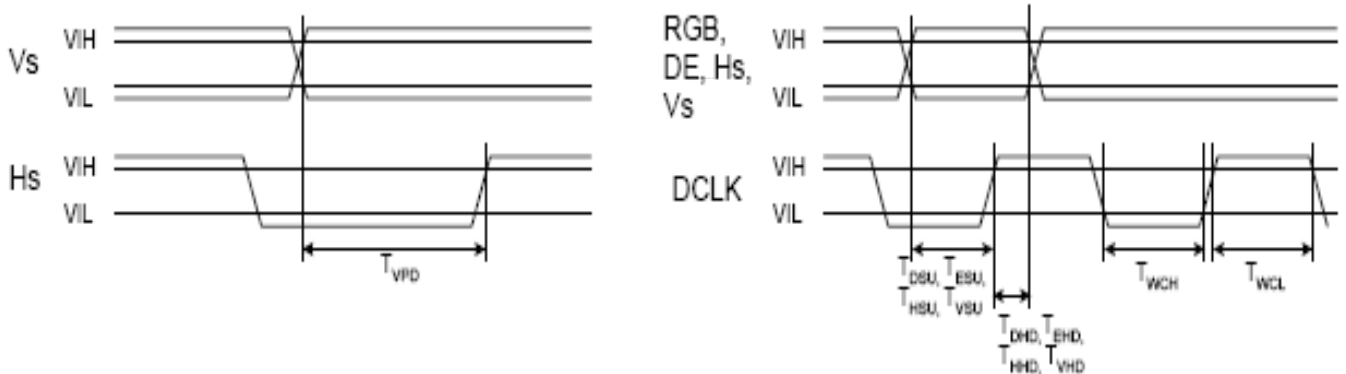 Vs
VIH
VIL
Hs
VIH
VIL
TVPD
RGB,
DE, Hs,
Vs
VIH
VIL
DCLK
VIH
VIL
TDSU, TESU,
THSU, TVSU
TDHD, TEHD,
THHD, TVHD
TWCH
TWCL